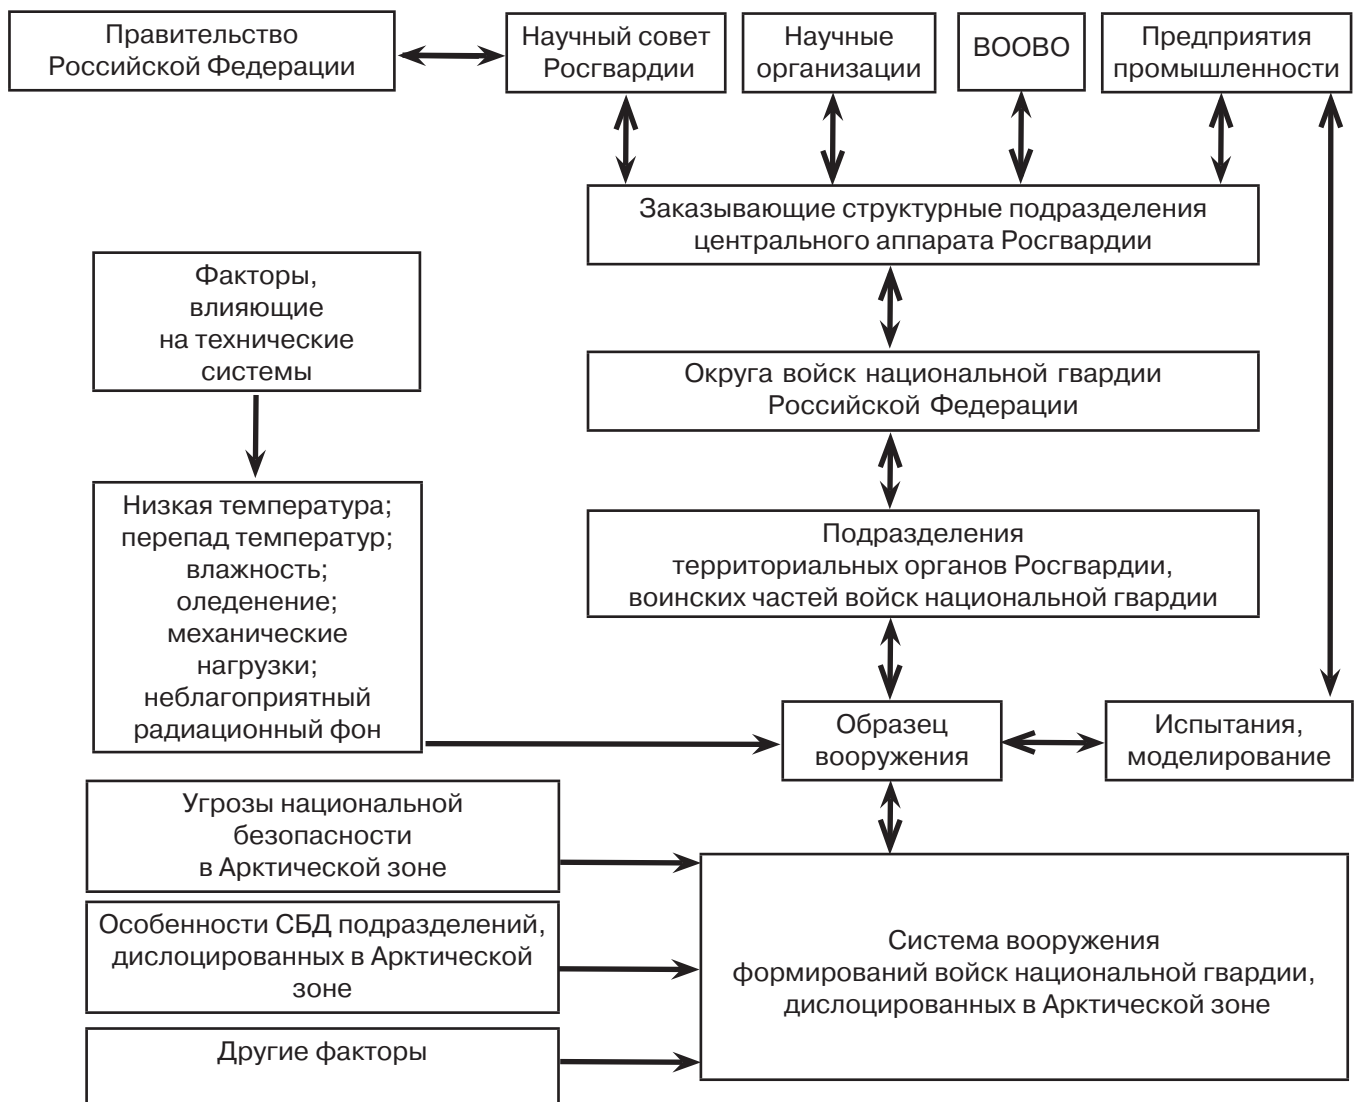 Правительство
Российской Федерации
Научный совет
Росгвардии
Научные
организации
ВООВО
Предприятия
промышленности
Заказывающие структурные подразделения
центрального аппарата Росгвардии
Факторы,
влияющие
на технические
системы
Округа войск национальной гвардии
Российской Федерации
Низкая температура;
перепад температур;
влажность;
оледенение;
механические
нагрузки;
неблагоприятный
радиационный фон
Подразделения
территориальных органов Росгвардии,
воинских частей войск национальной гвардии
Образец
вооружения
Испытания,
моделирование
Угрозы национальной
безопасности
в Арктической зоне
Особенности СБД подразделений,
дислоцированных в Арктической
зоне
Другие факторы
Система вооружения
формирований войск национальной гвардии,
дислоцированных в Арктической зоне